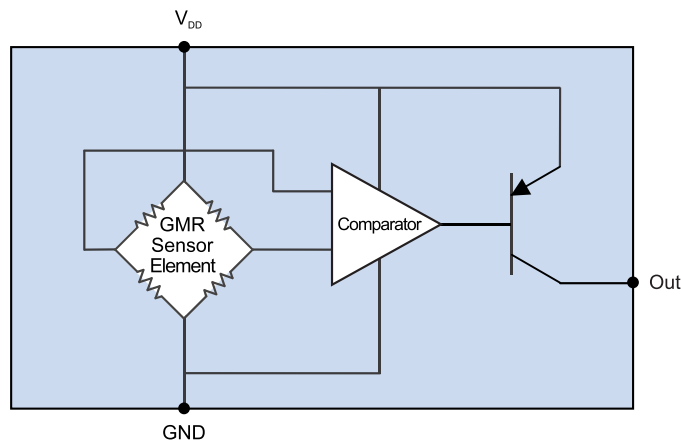 VDD
GMR
Sensor
Element
Comparator
Out
GND